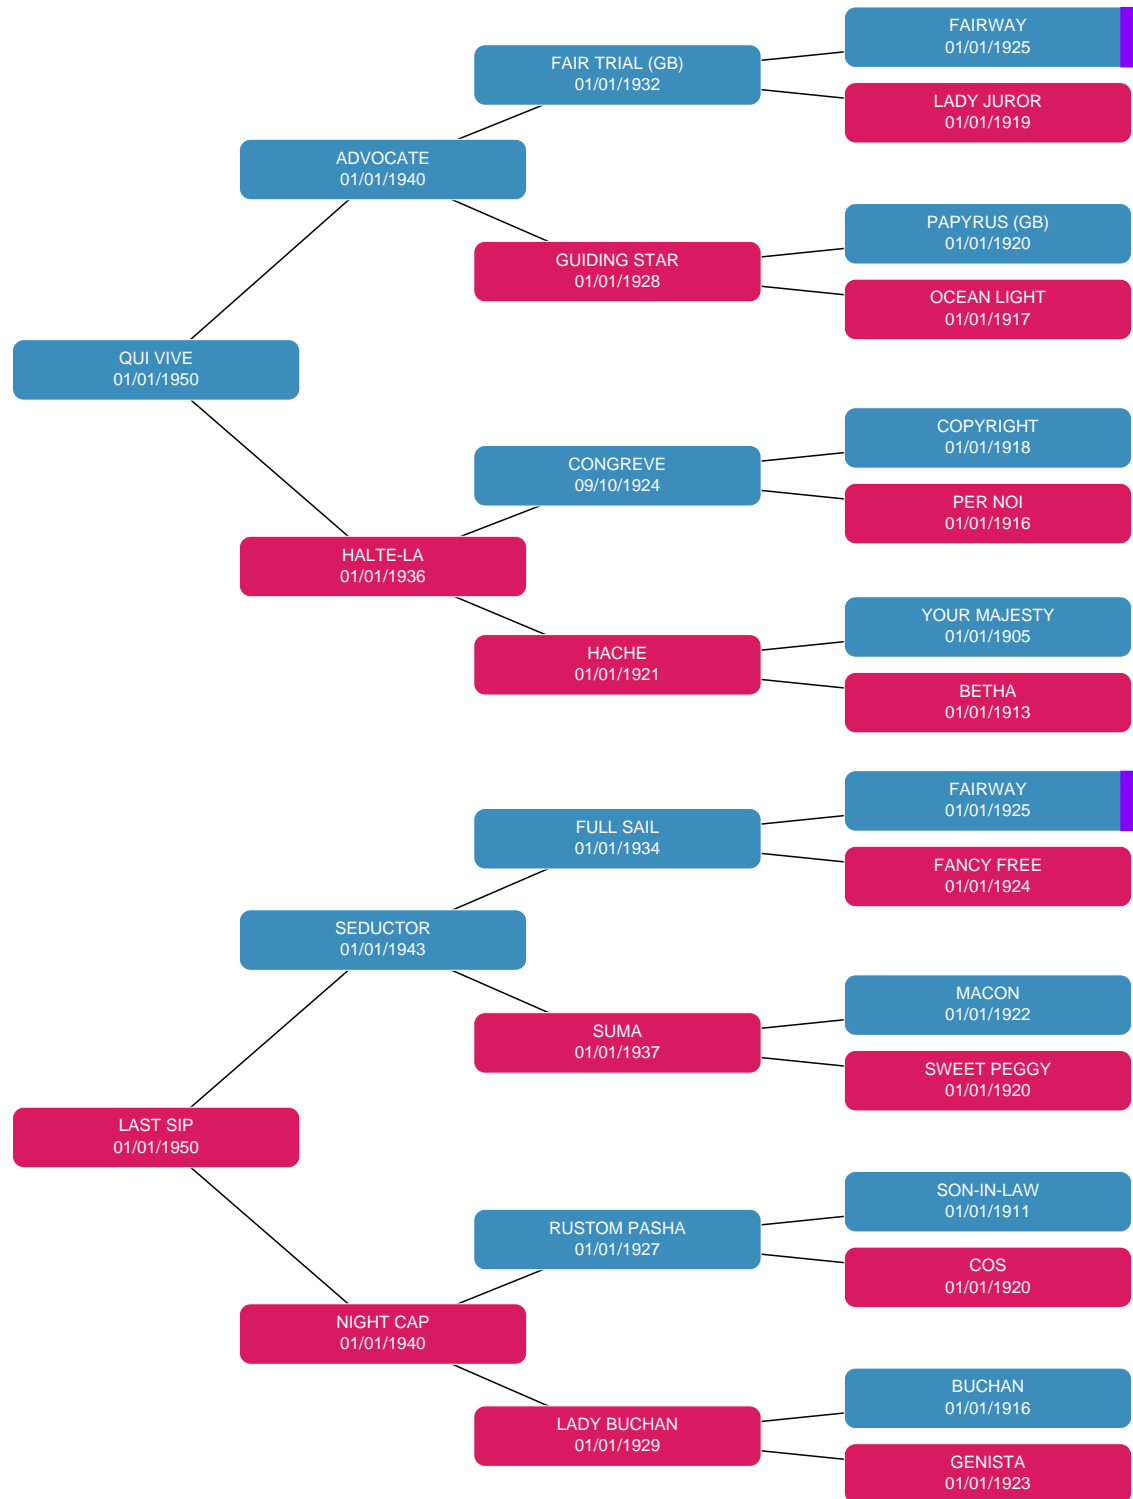 FAIRWAY
01/01/1925
FAIR TRIAL (GB)
01/01/1932
LADY JUROR
01/01/1919
ADVOCATE
01/01/1940
PAPYRUS (GB)
01/01/1920
GUIDING STAR
01/01/1928
OCEAN LIGHT
01/01/1917
QUI VIVE
01/01/1950
COPYRIGHT
01/01/1918
CONGREVE
09/10/1924
PER NOI
01/01/1916
HALTE-LA
01/01/1936
YOUR MAJESTY
01/01/1905
HACHE
01/01/1921
BETHA
01/01/1913
FAIRWAY
01/01/1925
FULL SAIL
01/01/1934
FANCY FREE
01/01/1924
SEDUCTOR
01/01/1943
MACON
01/01/1922
SUMA
01/01/1937
SWEET PEGGY
01/01/1920
LAST SIP
01/01/1950
SON-IN-LAW
01/01/1911
RUSTOM PASHA
01/01/1927
COS
01/01/1920
NIGHT CAP
01/01/1940
BUCHAN
01/01/1916
LADY BUCHAN
01/01/1929
GENISTA
01/01/1923